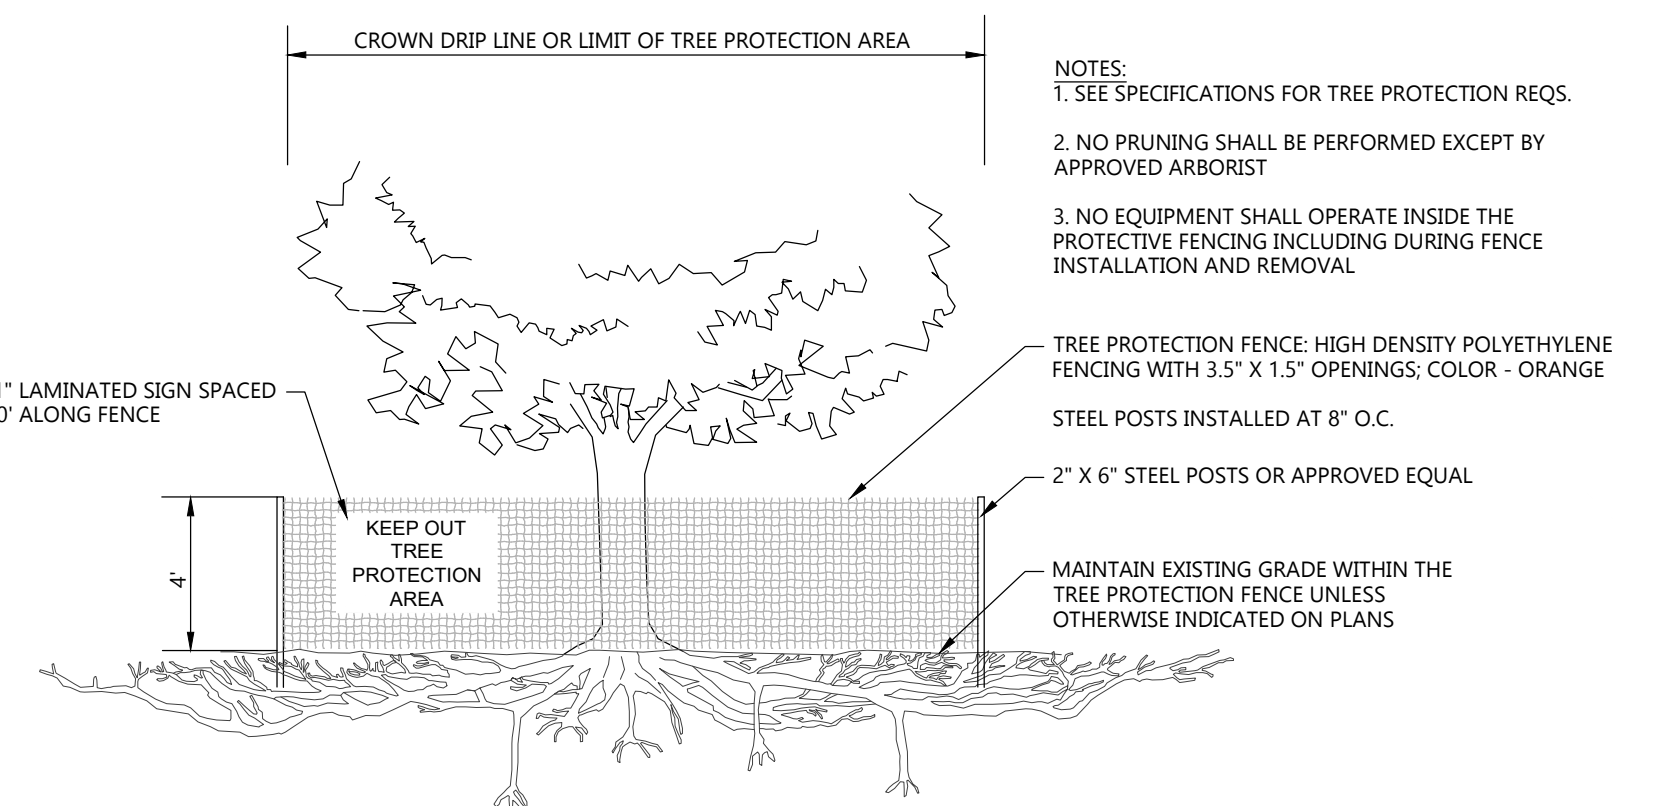 CROWN DRIP LINE OR LIMIT OF TREE PROTECTION AREA
NOTES:
1. SEE SPECIFICATIONS FOR TREE PROTECTION REQS.
2. NO PRUNING SHALL BE PERFORMED EXCEPT BY
APPROVED ARBORIST
3. NO EQUIPMENT SHALL OPERATE INSIDE THE
PROTECTIVE FENCING INCLUDING DURING FENCE
INSTALLATION AND REMOVAL
TREE PROTECTION FENCE: HIGH DENSITY POLYETHYLENE
FENCING WITH 3.5" X 1.5" OPENINGS; COLOR - ORANGE
STEEL POSTS INSTALLED AT 8" O.C.
2" X 6" STEEL POSTS OR APPROVED EQUAL
MAINTAIN EXISTING GRADE WITHIN THE
TREE PROTECTION FENCE UNLESS
OTHERWISE INDICATED ON PLANS
LAMINATED SIGN SPACED
ALONG FENCE
4'
KEEP OUT
TREE
PROTECTION
AREA